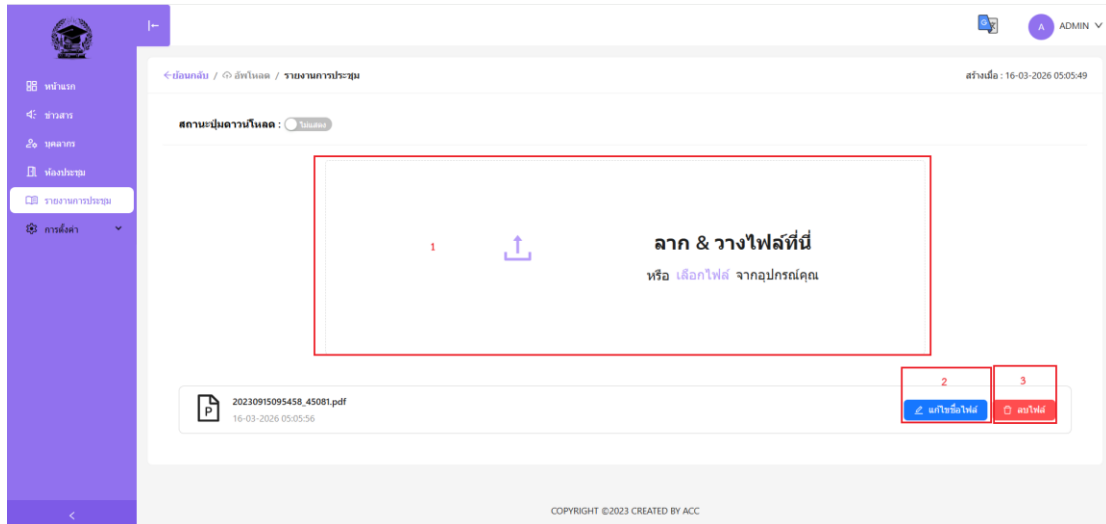 ADMIN
A
หน้าแรก
ข่าวสาร
บุคลากร
ห้องประชุม
รายงานการประชุม
การตั้งค่า
ย้อนกลับ / อัพโหลด / รายงานการประชุม
สร้างเมื่อ : 16-03-2026 05:05:49
สถานะปุ่มดาวน์โหลด : ไม่แสดง
1
ลาก & วางไฟล์ที่นี่
หรือ เลือกไฟล์ จากอุปกรณ์คุณ
2
3
P
20230915095458_45081.pdf
16-03-2026 05:05:56
แก้ไขชื่อไฟล์
ลบไฟล์
COPYRIGHT ©2023 CREATED BY ACC